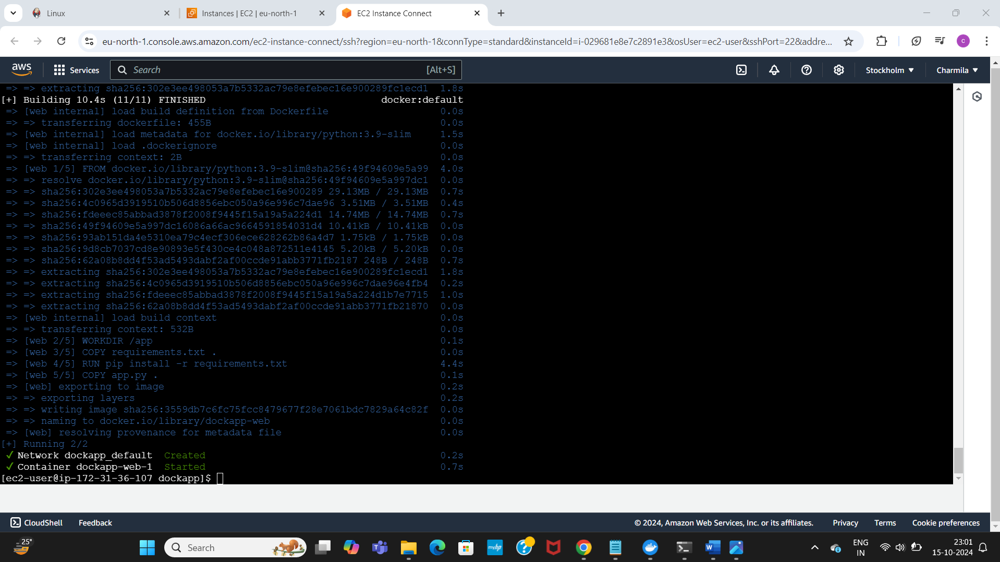 Linux
Instances | EC2 | eu-north-1
EC2 Instance Connect
eu-north-1.console.aws.amazon.com/ec2-instance-connect/ssh?region=eu-north-1&connType=standard&instanceId=i-029681e8e7c2891e3&osUser=ec2-user&sshPort=22&addre...
C
aws
Services
Search
[Alt+S]
Stockholm
Charmila
=> => extracting sha256:302e3ee498053a7b5332ac79e8efebec16e900289fc1ecd1 1.8s
[+] Building 10.4s (11/11) FINISHED docker:default
=> [web internal] load build definition from Dockerfile 0.0s
=> => transferring dockerfile: 455B 0.0s
=> [web internal] load metadata for docker.io/library/python:3.9-slim 1.5s
=> [web internal] load .dockerignore 0.0s
=> => transferring context: 2B 0.0s
=> [web 1/5] FROM docker.io/library/python:3.9-slim@sha256:49f94609e5a99 4.0s
=> => resolve docker.io/library/python:3.9-slim@sha256:49f94609e5a997dc1 0.0s
=> => sha256:302e3ee498053a7b5332ac79e8efebec16e900289 29.13MB / 29.13MB 0.7s
=> => sha256:4c0965d3919510b506d8856ebc050a96e996c7dae96 3.51MB / 3.51MB 0.4s
=> => sha256:fdeeec85abbad3878f2008f9445f15a19a5a224d1 14.74MB / 14.74MB 0.7s
=> => sha256:49f94609e5a997dc16086a66ac9664591854031d4 10.41kB / 10.41kB 0.0s
=> => sha256:93ab151da4e5310ea79c4ecf306ece628262b86a4d7 1.75kB / 1.75kB 0.0s
=> => sha256:9d8cb7037cd8e90893e5f430ce4c048a872511e4145 5.20kB / 5.20kB 0.0s
=> => sha256:62a08b8dd4f53ad5493dabf2af00ccde91abb3771fb2187 248B / 248B 0.7s
=> => extracting sha256:302e3ee498053a7b5332ac79e8efebec16e900289fc1ecd1 1.8s
=> => extracting sha256:4c0965d3919510b506d8856ebc050a96e996c7dae96e4fb4 0.2s
=> => extracting sha256:fdeeec85abbad3878f2008f9445f15a19a5a224d1b7e7715 1.0s
=> => extracting sha256:62a08b8dd4f53ad5493dabf2af00ccde91abb3771fb21870 0.0s
=> [web internal] load build context 0.0s
=> => transferring context: 532B 0.0s
=> [web 2/5] WORKDIR /app 0.1s
=> [web 3/5] COPY requirements.txt . 0.0s
=> [web 4/5] RUN pip install -r requirements.txt 4.4s
=> [web 5/5] COPY app.py . 0.1s
=> [web] exporting to image 0.2s
=> => exporting layers 0.2s
=> => writing image sha256:3559db7c6fc75fcc8479677f28e7061bdc7829a64c82f 0.0s
=> => naming to docker.io/library/dockapp-web 0.0s
=> [web] resolving provenance for metadata file 0.0s
[+] Running 2/2
✓ Network dockapp_default Created 0.2s
✓ Container dockapp-web-1 Started 0.7s
[ec2-user@ip-172-31-36-107 dockapp]$
CloudShell
Feedback
© 2024, Amazon Web Services, Inc. or its affiliates.
Privacy
Terms
Cookie preferences
25°
Search
myhp
W
ENG
IN
23:01
15-10-2024